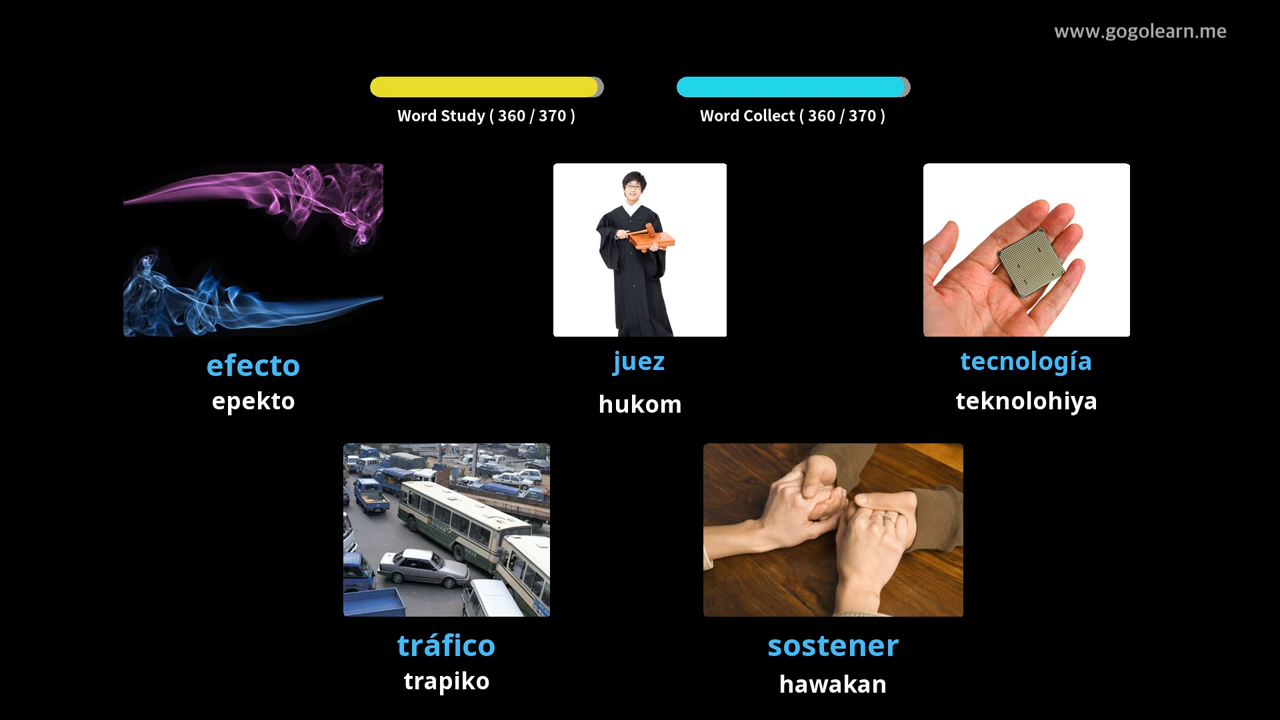 www.gogolearn.me
Word Study ( 360 / 370 )
Word Collect ( 360 / 370 )
efecto
epekto
juez
hukom
tecnología
teknolohiya
tráfico
trapiko
sostener
hawakan